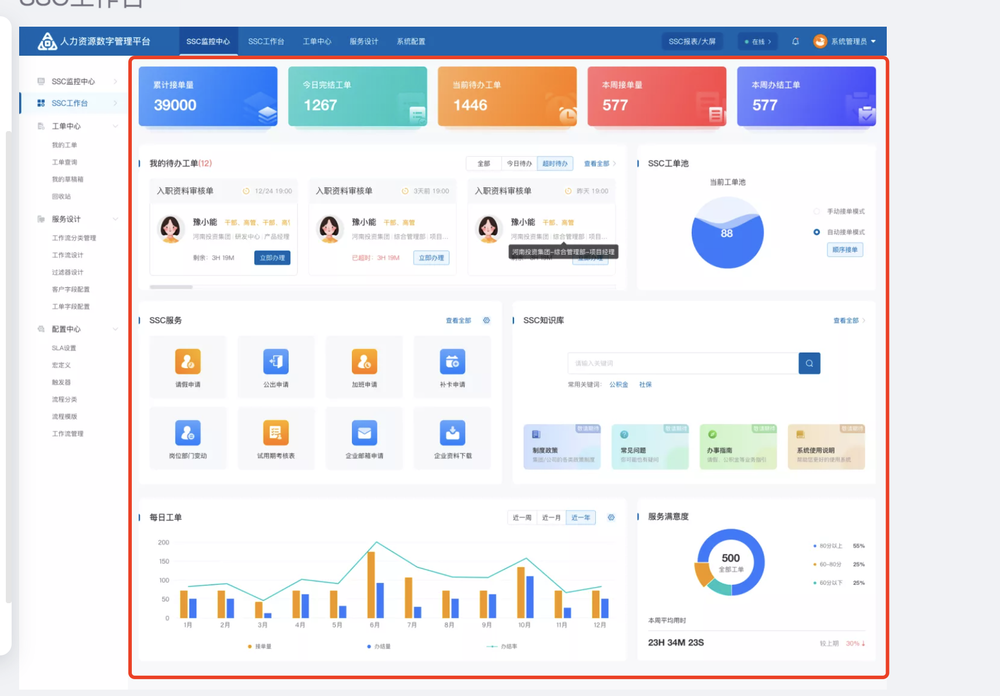 SSC工作台
人力资源数字管理平台
SSC监控中心
SSC工作台
工单中心
服务设计
系统配置
SSC报表/大屏
在线
系统管理员
SSC监控中心
SSC工作台
工单中心
我的工单
工单查询
我的草稿箱
回收站
服务设计
工作流分类管理
工作流设计
过滤器设计
客户字段配置
工单字段配置
配置中心
SLA设置
宏定义
触发器
流程分类
流程模版
工作流管理
累计接单量
39000
今日完结工单
1267
当前待办工单
1446
本周接单量
577
本周办结工单
577
我的待办工单(12)
全部
今日待办
超时待办
查看全部
入职资料审核单
12/24 19:00
豫小能
干部、高管、干部、高
河南投资集团|研发中心|产品经理
剩余：3H 19M
立即办理
入职资料审核单
3天前 19:00
豫小能
干部、高管
河南投资集团|综合管理部|项目...
已超时：3H 19M
立即办理
入职资料审核单
昨天 19:00
豫小能
干部、高管
河南投资集团|综合管理部|项目...
河南投资集团-综合管理部-项目经理
剩余：3H 19M
立即办理
SSC工单池
当前工单池
88
手动接单模式
自动接单模式
顺序接单
SSC服务
查看全部
请假申请
公出申请
加班申请
补卡申请
岗位部门变动
试用期考核表
企业邮箱申请
企业资料下载
SSC知识库
查看全部
请输入关键词
常用关键词：
公积金
社保
敬请期待
制度政策
集团/公司的各类政策制度
敬请期待
常见问题
你可能也有疑问
敬请期待
办事指南
请假、公积金等业务指引
敬请期待
系统使用说明
帮助您更好的使用系统
每日工单
近一周
近一月
近一年
200
150
100
50
0
1月
2月
3月
4月
5月
6月
7月
8月
9月
10月
11月
12月
接单量
办结量
办结率
服务满意度
500
全部工单
80分以上 55%
60-80分 25%
60分以下 25%
本周平均用时
23H 34M 23S
较上期 30%↓